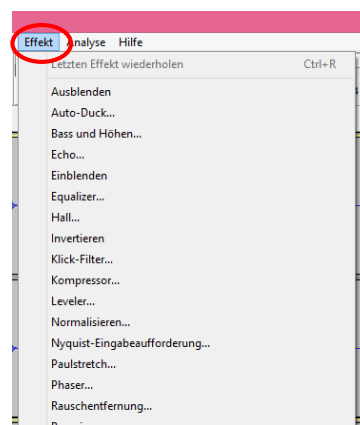 Effekt Analyse Hilfe
Letzten Effekt wiederholen Ctrl+R
Ausblenden
Auto-Duck...
Bass und Höhen...
Echo...
Einblenden
Equalizer...
Hall...
Invertieren
Klick-Filter...
Kompressor...
Leveler...
Normalisieren...
Nyquist-Eingabeaufforderung...
Paulstretch...
Phaser...
Rauschentfernung...